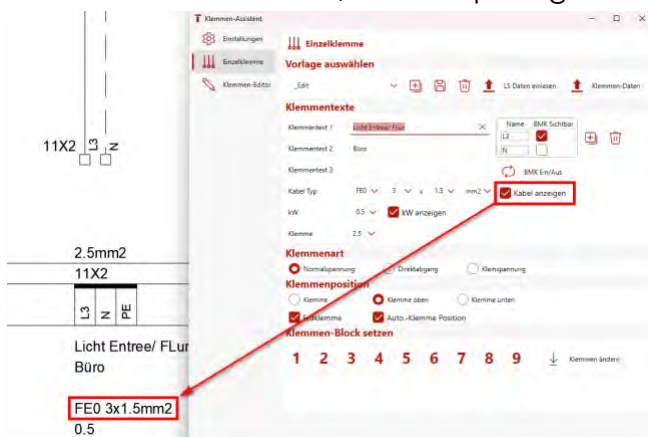 Klemmen-Assistent
Einstellungen
Einzelklemme
Klemmen-Editor
Einzelklemme
Vorlage auswählen
_Edit
LS Daten einlesen
Klemmen-Daten
Klemmentexte
Klemmentext 1 Licht Entree/ FLur
Klemmentext 2 Büro
Klemmentext 3
Name BMK Sichtbar
L3
N
BMK Ein/Aus
Kabel Typ FE0 3 x 1.5 mm2 Kabel anzeigen
kW 0.5 kW anzeigen
Klemme 2.5
Klemmenart
Normalspannung Direktabgang Kleinspannung
Klemmenposition
Klemme Klemme oben Klemme unten
Auto.-Klemme Position
Klemmen-Block setzen
1 2 3 4 5 6 7 8 9 Klemmen ändern
11X2 L3 N
2.5mm2
11X2
L3 N PE
Licht Entree/ FLur
Büro
FE0 3x1.5mm2
0.5